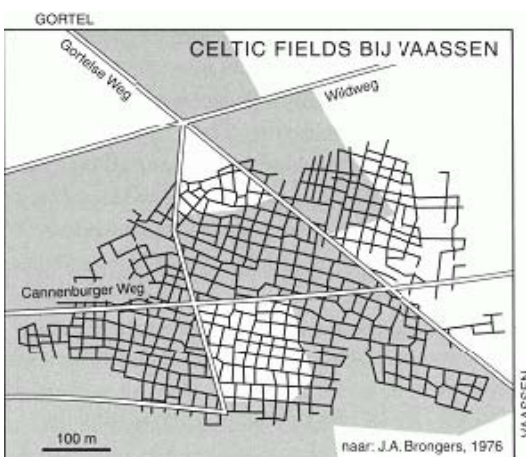 GORTEL
CELTIC FIELDS BIJ VAASSEN
Gortelse Weg
Wildweg
Cannenburger Weg
100 m
naar: J.A. Brongers, 1976
VAASSEN